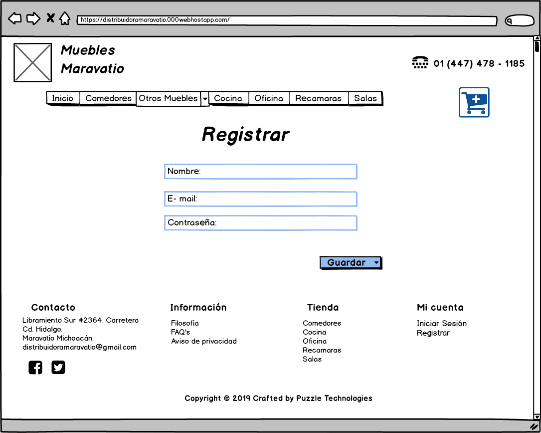 https://distribuidoramaravatio.000webhostapp.com/
Muebles
Maravatio
01 (447) 478 - 1185
Inicio Comedores Otros Muebles Cocina Oficina Recamaras Salas
Registrar
Nombre:
E- mail:
Contraseña:
Guardar
Contacto
Libramiento Sur #2364. Carretera
Cd. Hidalgo.
Maravatio Michoacán.
distribuidoramaravatio@gmail.com
Información
Filosofía
FAQ's
Aviso de privacidad
Tienda
Comedores
Cocina
Oficina
Recamaras
Salas
Mi cuenta
Iniciar Sesión
Registrar
Copyright © 2019 Crafted by Puzzle Technologies